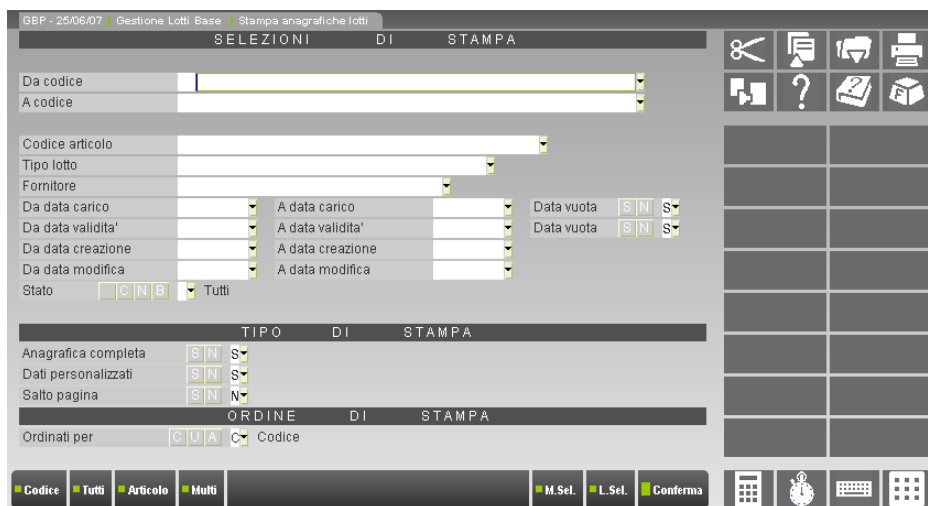 GBP - 25/06/07 Gestione Lotti Base Stampa anagrafiche lotti
SELEZIONI DI STAMPA
Da codice
A codice
Codice articolo
Tipo lotto
Fornitore
Da data carico A data carico Data vuota S N S
Da data validita' A data validita' Data vuota S N S
Da data creazione A data creazione
Da data modifica A data modifica
Stato C N B Tutti
TIPO DI STAMPA
Anagrafica completa S N S
Dati personalizzati S N S
Salto pagina S N N
ORDINE DI STAMPA
Ordinati per C U A C Codice
Codice Tutti Articolo Multi M.Sel. L.Sel. Conferma
? ? F